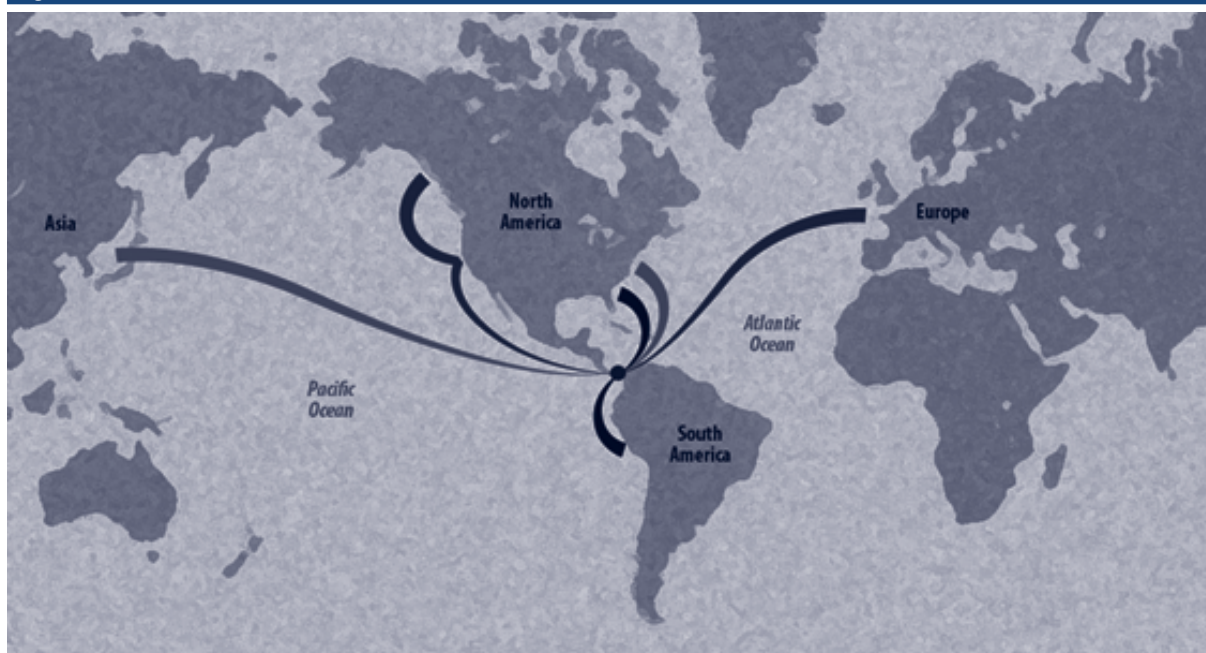 North
America
Asia
Europe
Atlantic
Ocean
Pacific
Ocean
South
America